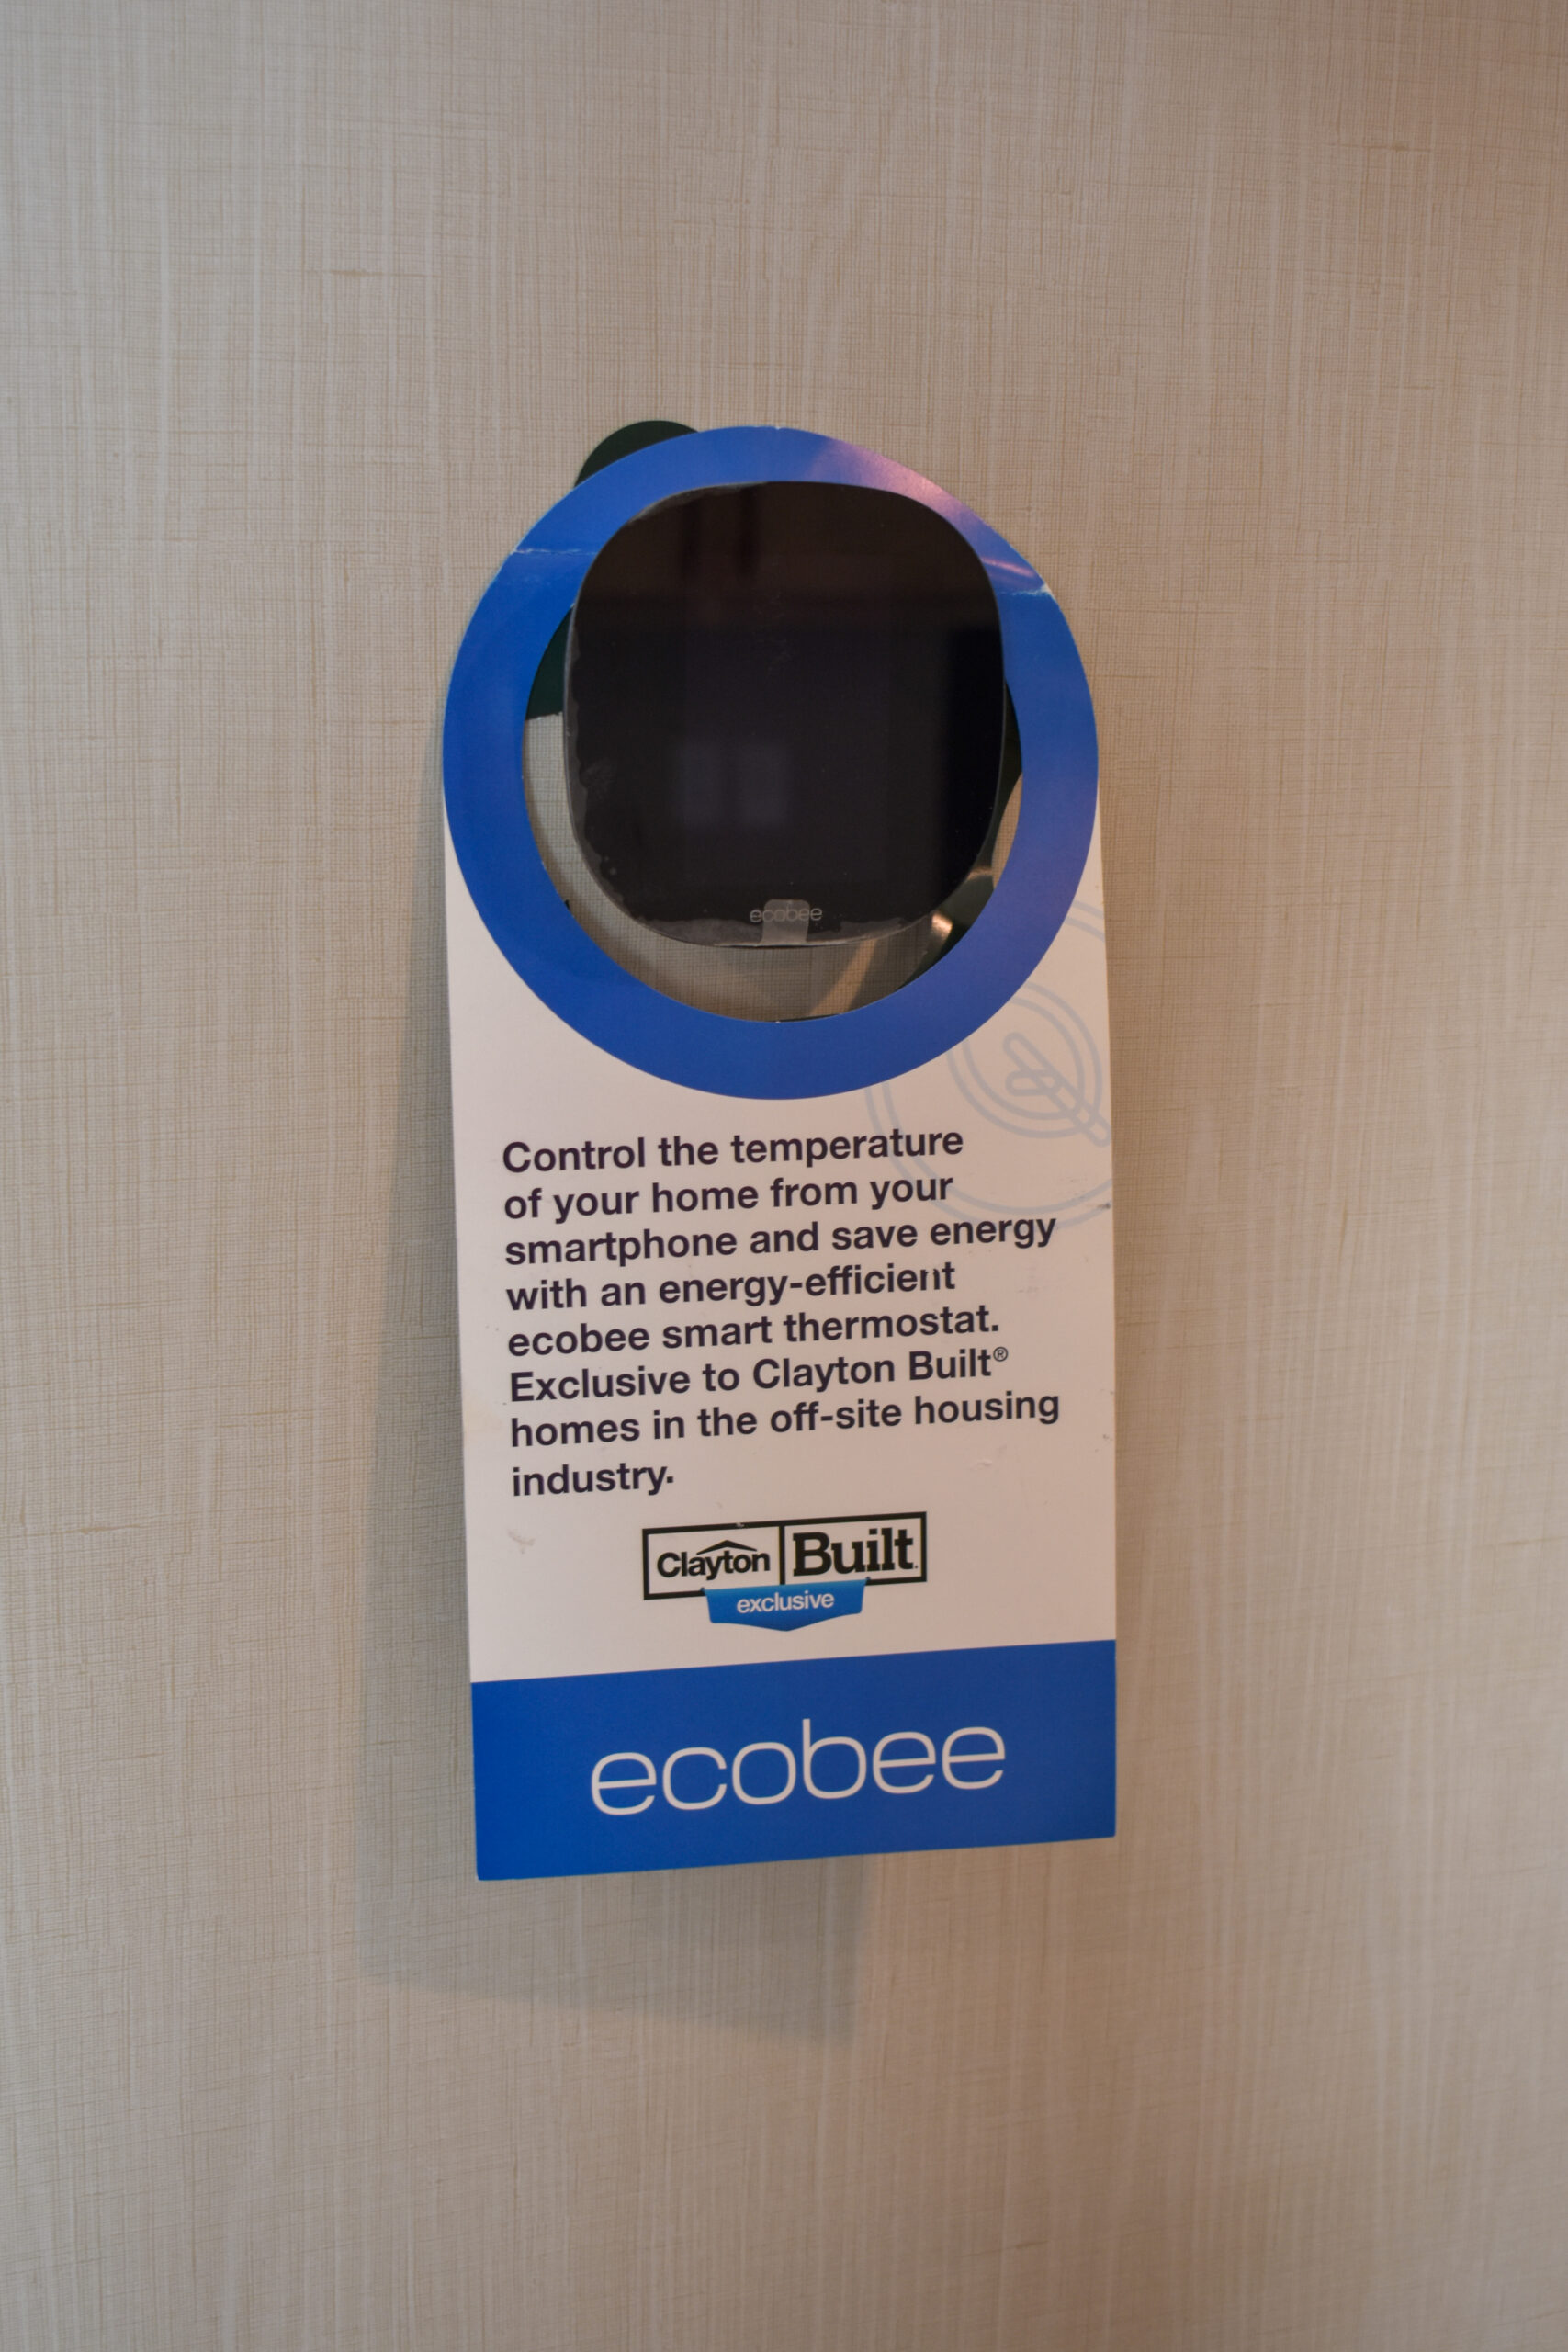 ecobee
Control the temperature
of your home from your
smartphone and save energy
with an energy-efficient
ecobee smart thermostat.
Exclusive to Clayton Built®
homes in the off-site housing
industry.
Clayton Built
exclusive
ecobee